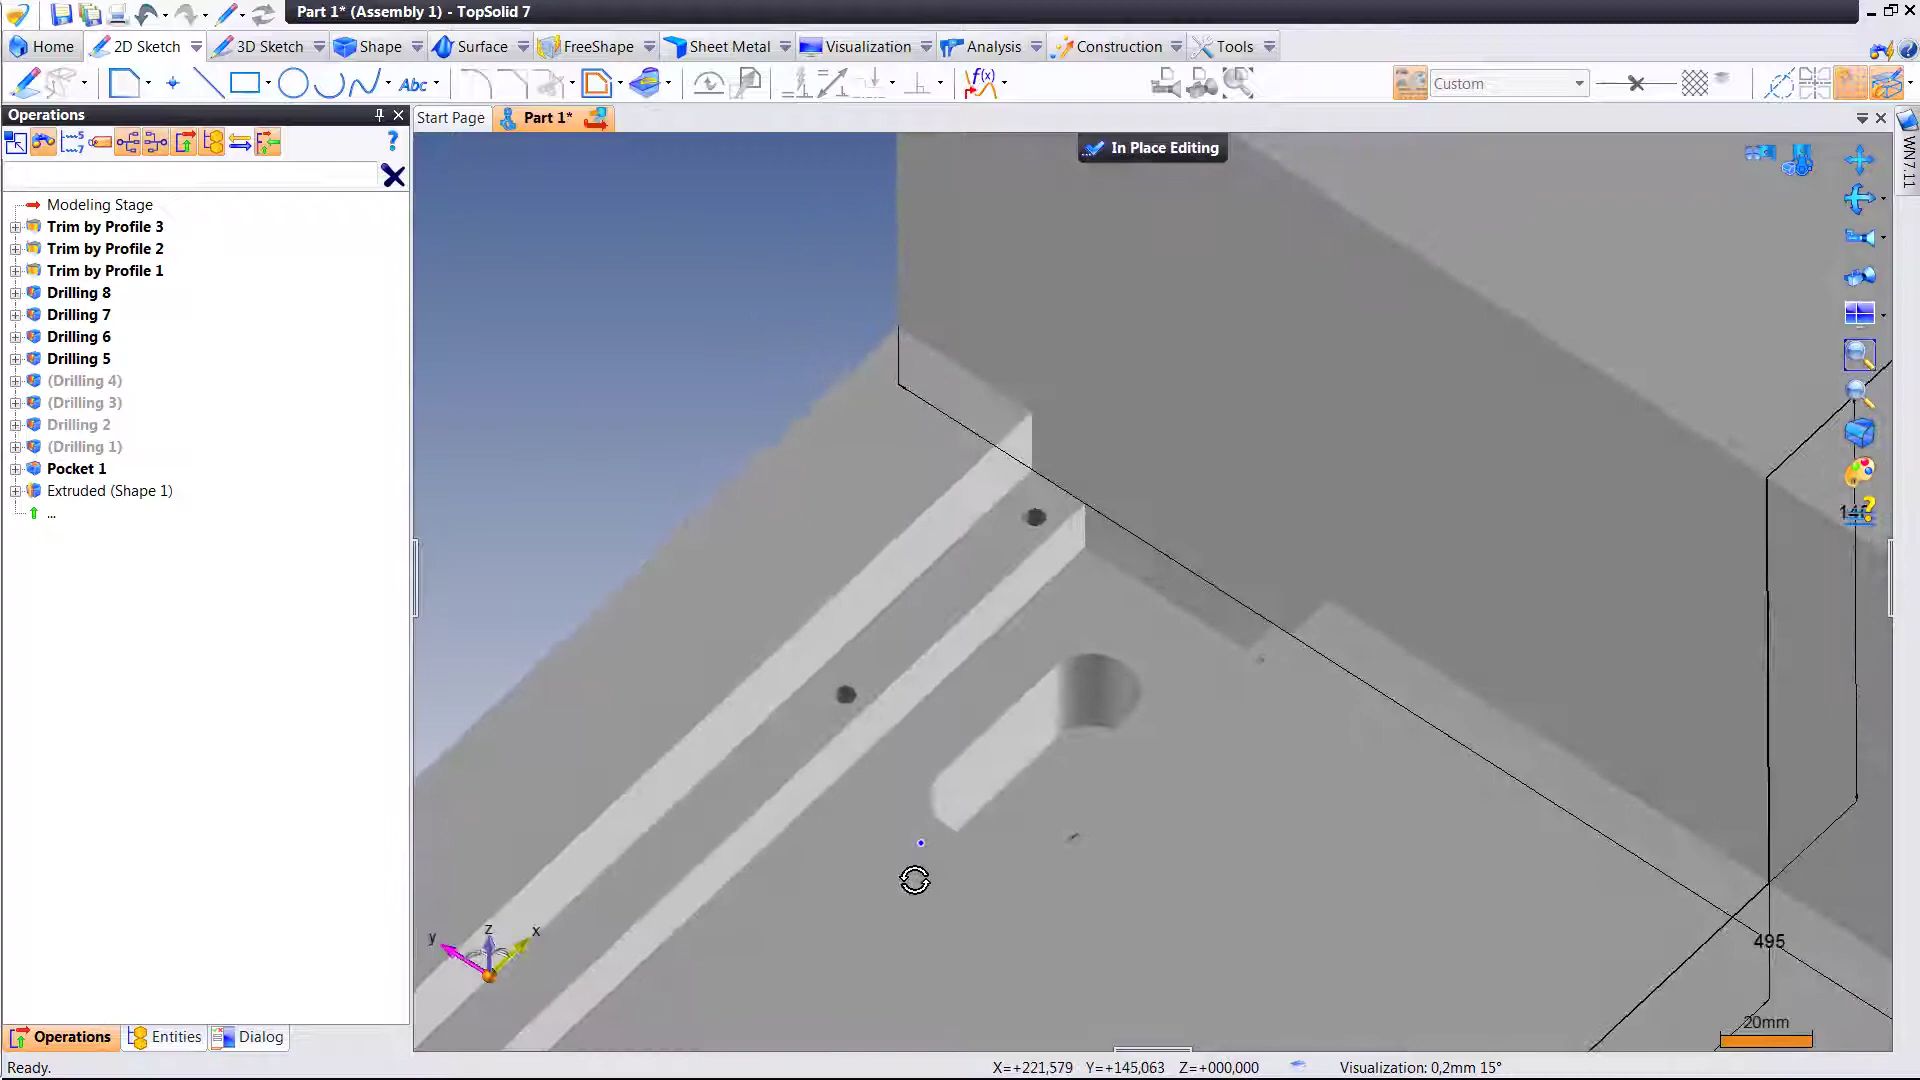 Part 1* (Assembly 1) - TopSolid 7
Home 2D Sketch 3D Sketch Shape Surface FreeShape Sheet Metal Visualization Analysis Construction Tools
Abc f(x) Custom
Operations
Start Page Part 1*
In Place Editing
WN7.11
Modeling Stage
Trim by Profile 3
Trim by Profile 2
Trim by Profile 1
Drilling 8
Drilling 7
Drilling 6
Drilling 5
(Drilling 4)
(Drilling 3)
Drilling 2
(Drilling 1)
Pocket 1
Extruded (Shape 1)
...
y z x
495
20mm
Operations Entities Dialog
Ready.
X=+221,579 Y=+145,063 Z=+000,000 Visualization: 0,2mm 15°